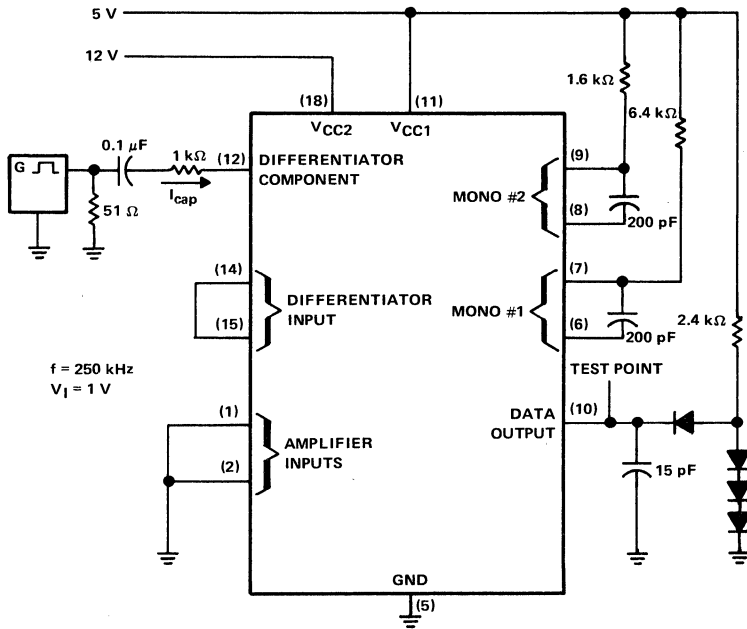 5 V
12 V
(18)
(11)
VCC2
VCC1
1.6 kΩ
6.4 kΩ
0.1 μF
1 kΩ
(12)
G
Icap
51 Ω
DIFFERENTIATOR
COMPONENT
(9)
MONO #2
(8)
200 pF
(14)
DIFFERENTIATOR
INPUT
(15)
(7)
MONO #1
(6)
200 pF
2.4 kΩ
f = 250 kHz
VI = 1 V
TEST POINT
(1)
AMPLIFIER
INPUTS
(2)
DATA
OUTPUT
(10)
15 pF
GND
(5)